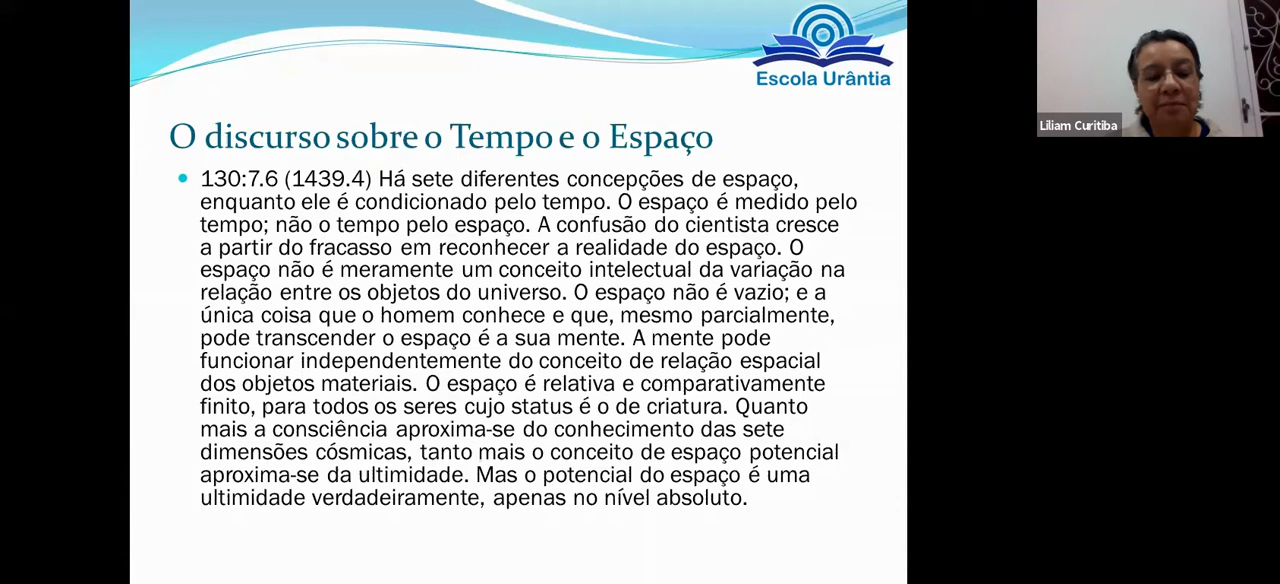 Escola Urântia
Liliam Curitiba
O discurso sobre o Tempo e o Espaço
• 130:7.6 (1439.4) Há sete diferentes concepções de espaço,
enquanto ele é condicionado pelo tempo. O espaço é medido pelo
tempo; não o tempo pelo espaço. A confusão do cientista cresce
a partir do fracasso em reconhecer a realidade do espaço. O
espaço não é meramente um conceito intelectual da variação na
relação entre os objetos do universo. O espaço não é vazio; e a
única coisa que o homem conhece e que, mesmo parcialmente,
pode transcender o espaço é a sua mente. A mente pode
funcionar independentemente do conceito de relação espacial
dos objetos materiais. O espaço é relativa e comparativamente
finito, para todos os seres cujo status é o de criatura. Quanto
mais a consciência aproxima-se do conhecimento das sete
dimensões cósmicas, tanto mais o conceito de espaço potencial
aproxima-se da ultimidade. Mas o potencial do espaço é uma
ultimidade verdadeiramente, apenas no nível absoluto.